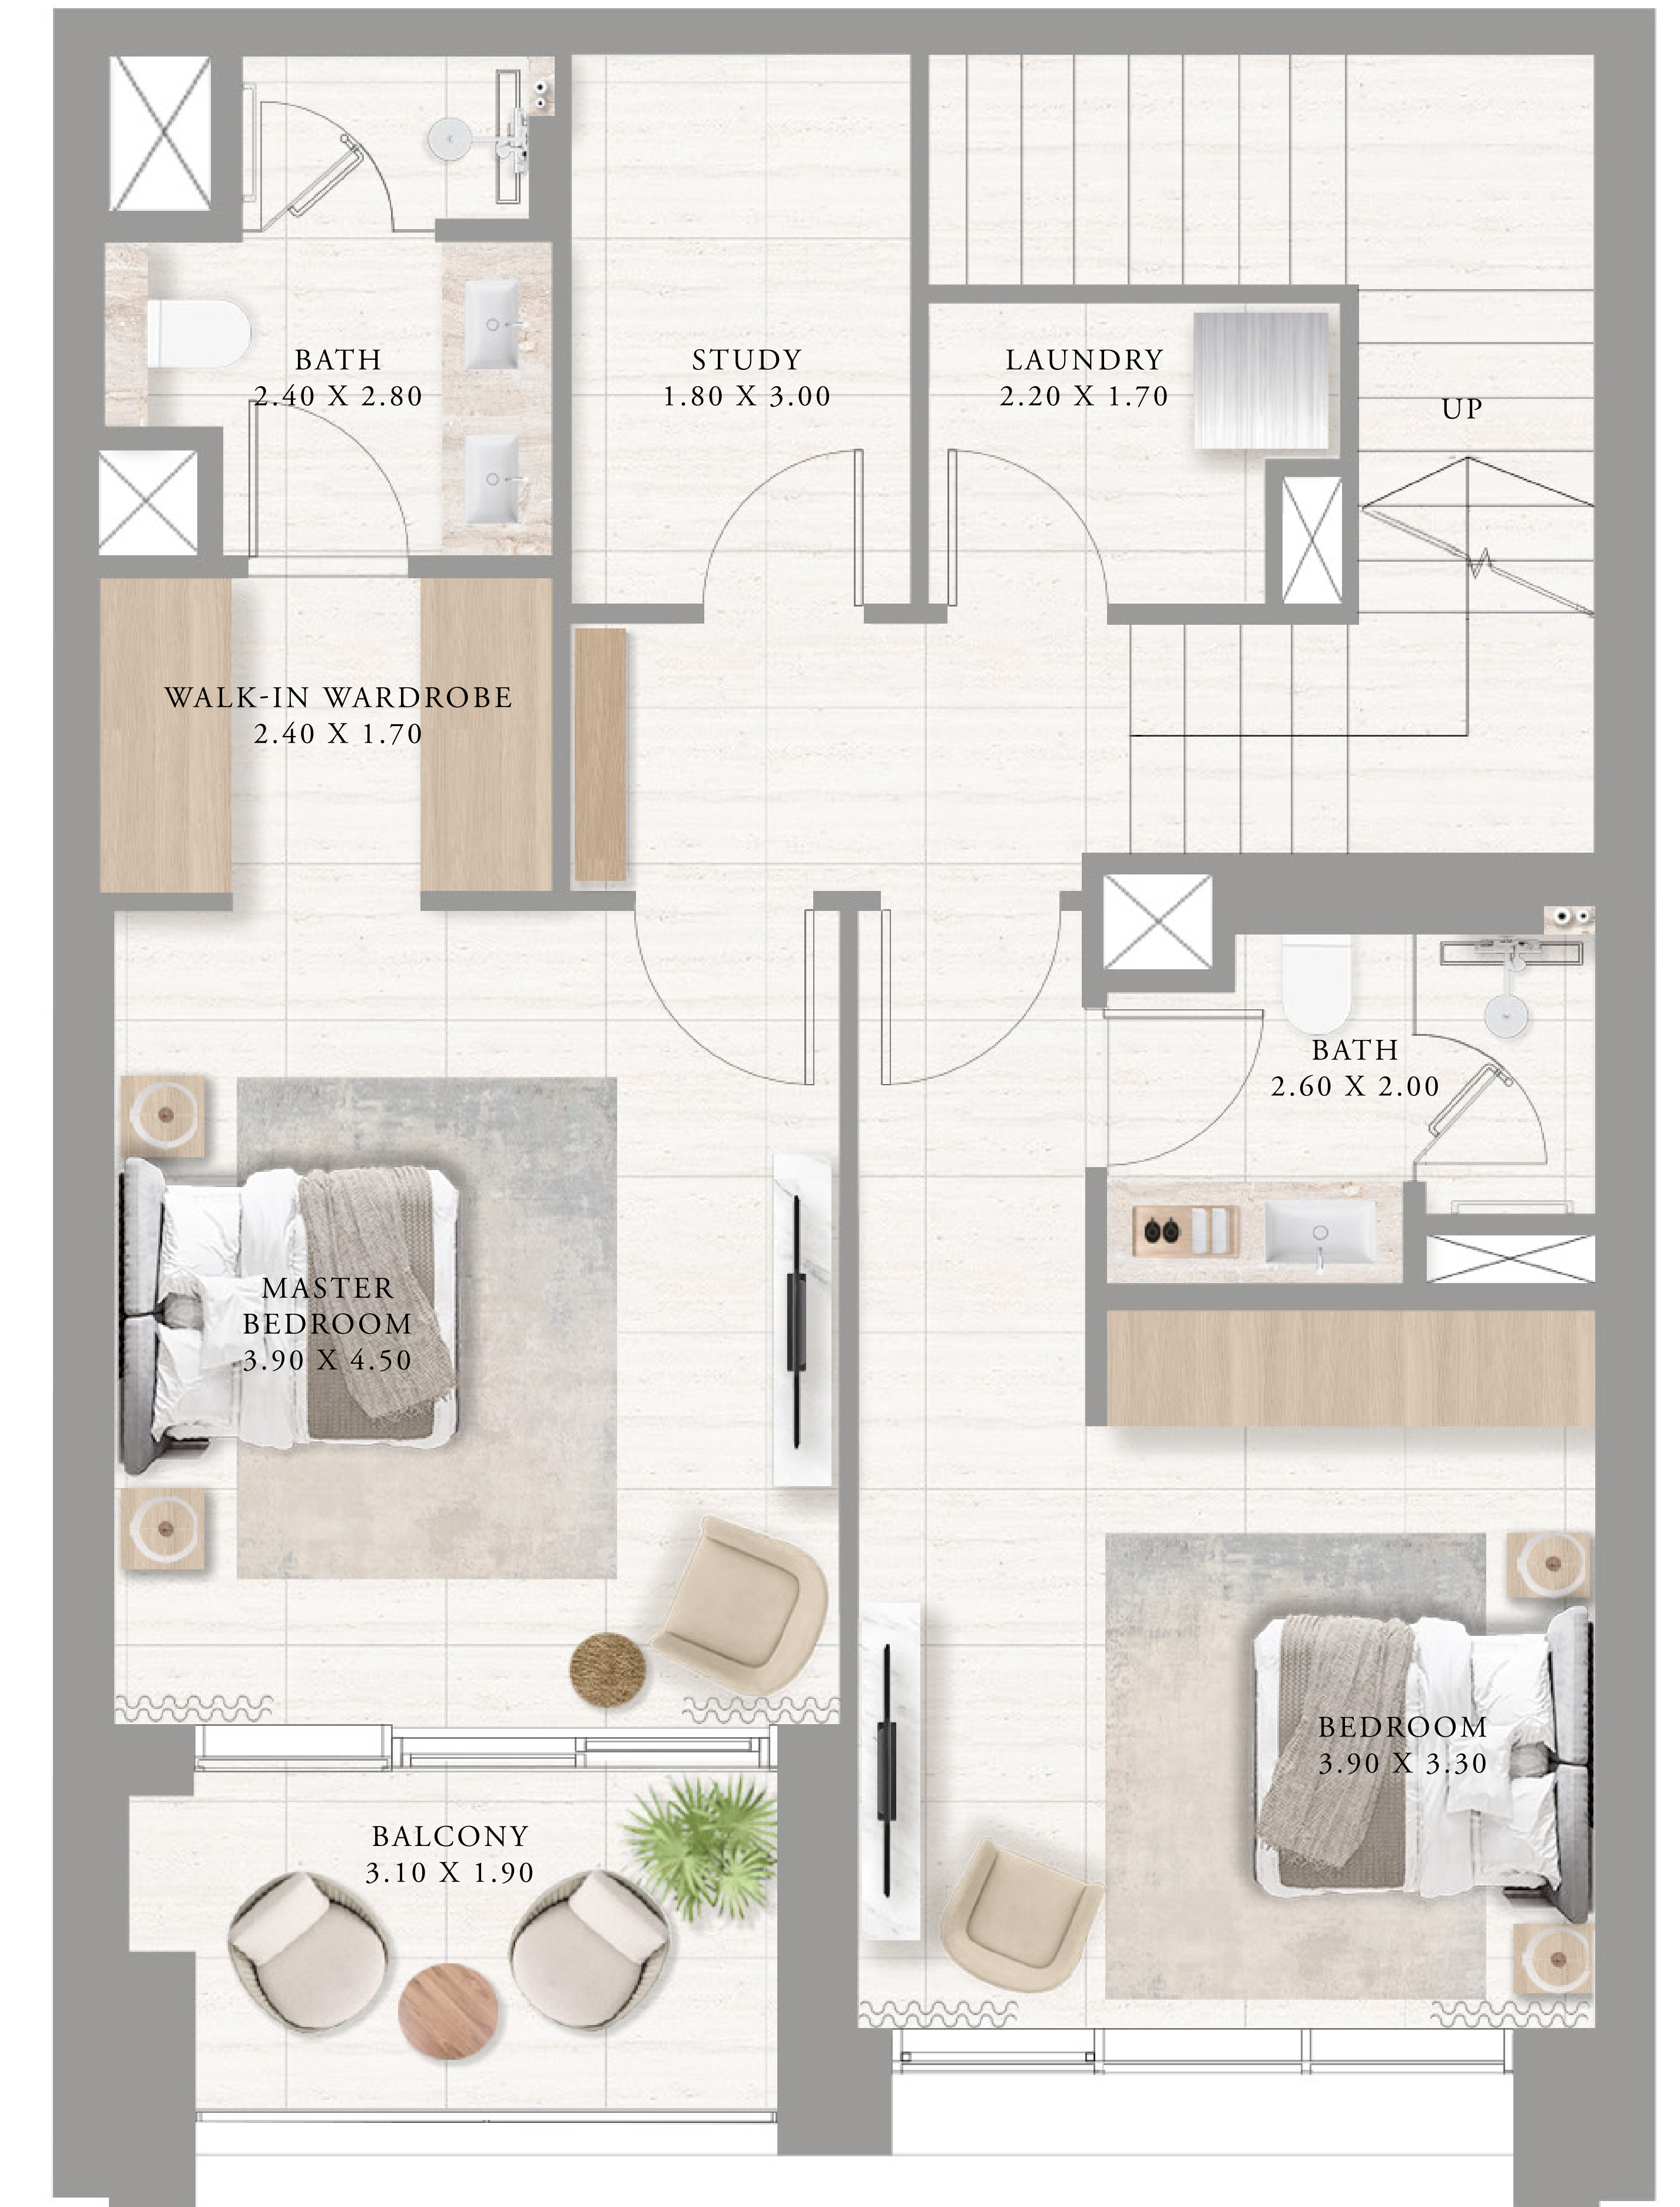 BATH
2.40 X 2.80
STUDY
1.80 X 3.00
LAUNDRY
2.20 X 1.70
UP
WALK-IN WARDROBE
2.40 X 1.70
BATH
2.60 X 2.00
MASTER
BEDROOM
3.90 X 4.50
BEDROOM
3.90 X 3.30
BALCONY
3.10 X 1.90